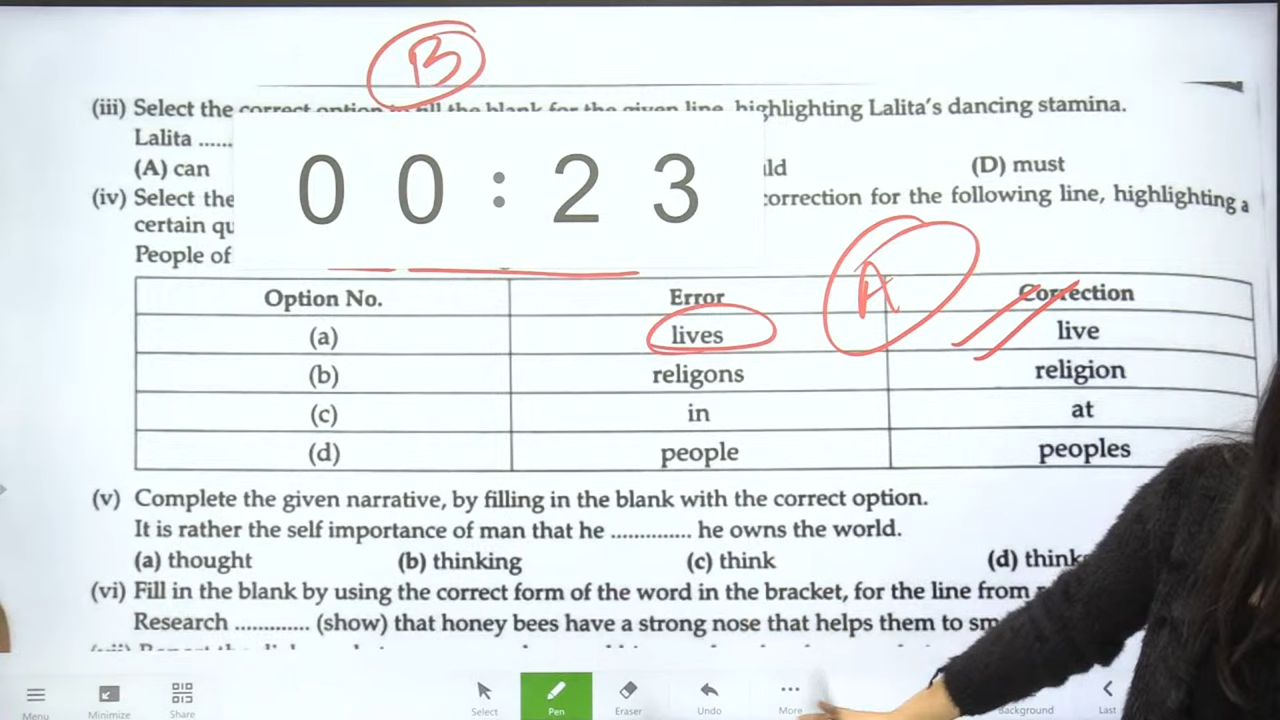 B
(iii) Select the correct option to fill the blank for the given line, highlighting Lalita's dancing stamina.
Lalita ......
(A) can (D) must
00:23
(iv) Select the correction for the following line, highlighting a
certain
People of
A
Option No. Error Correction
(a) lives live
(b) religons religion
(c) in at
(d) people peoples
(v) Complete the given narrative, by filling in the blank with the correct option.
It is rather the self importance of man that he .............. he owns the world.
(a) thought (b) thinking (c) think (d)
(vi) Fill in the blank by using the correct form of the word in the bracket, for the line from
Research ............. (show) that honey bees have a strong nose that helps them to
Menu Minimize Share Select Pen Eraser Undo More Background Last